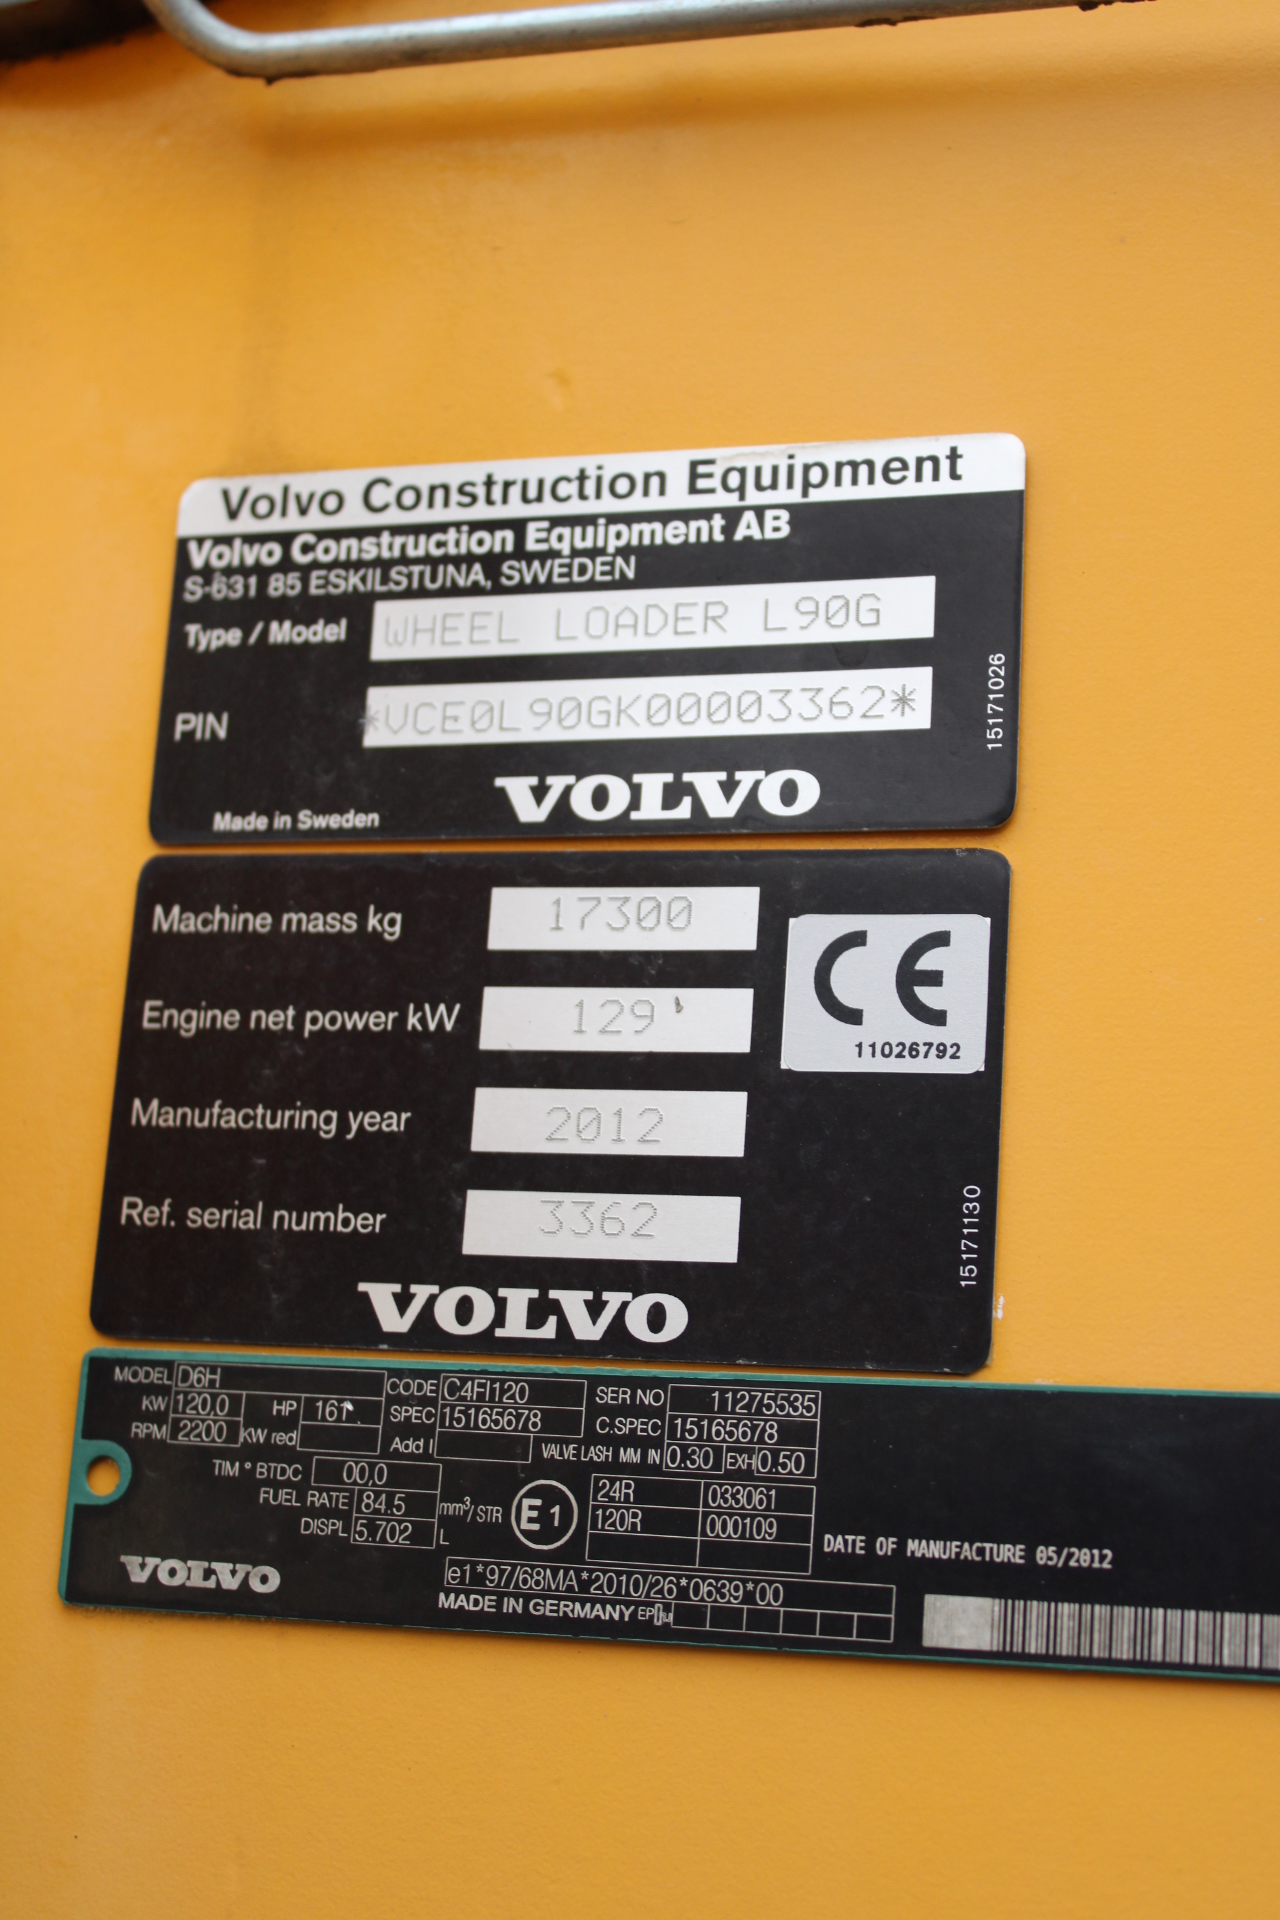 Volvo Construction Equipment
Volvo Construction Equipment AB
S-631 85 ESKILSTUNA, SWEDEN
Type / Model WHEEL LOADER L90G
PIN *VCE0L90GK00003362*
15171026
VOLVO
Made in Sweden
Machine mass kg 17300
CE
11026792
Engine net power kW 129
Manufacturing year 2012
Ref. serial number 3362
15171130
VOLVO
MODEL D6H CODE C4FI120 SER NO 11275535
KW 120,0 HP 161 SPEC 15165678 C.SPEC 15165678
RPM 2200 KW red Add I VALVE LASH MM IN 0.30 EXH 0.50
TIM ° BTDC 00,0
FUEL RATE 84.5 mm³/STR E1 24R 033061
DISPL 5.702 L 120R 000109
DATE OF MANUFACTURE 05/2012
VOLVO
e1*97/68MA*2010/26*0639*00
MADE IN GERMANY